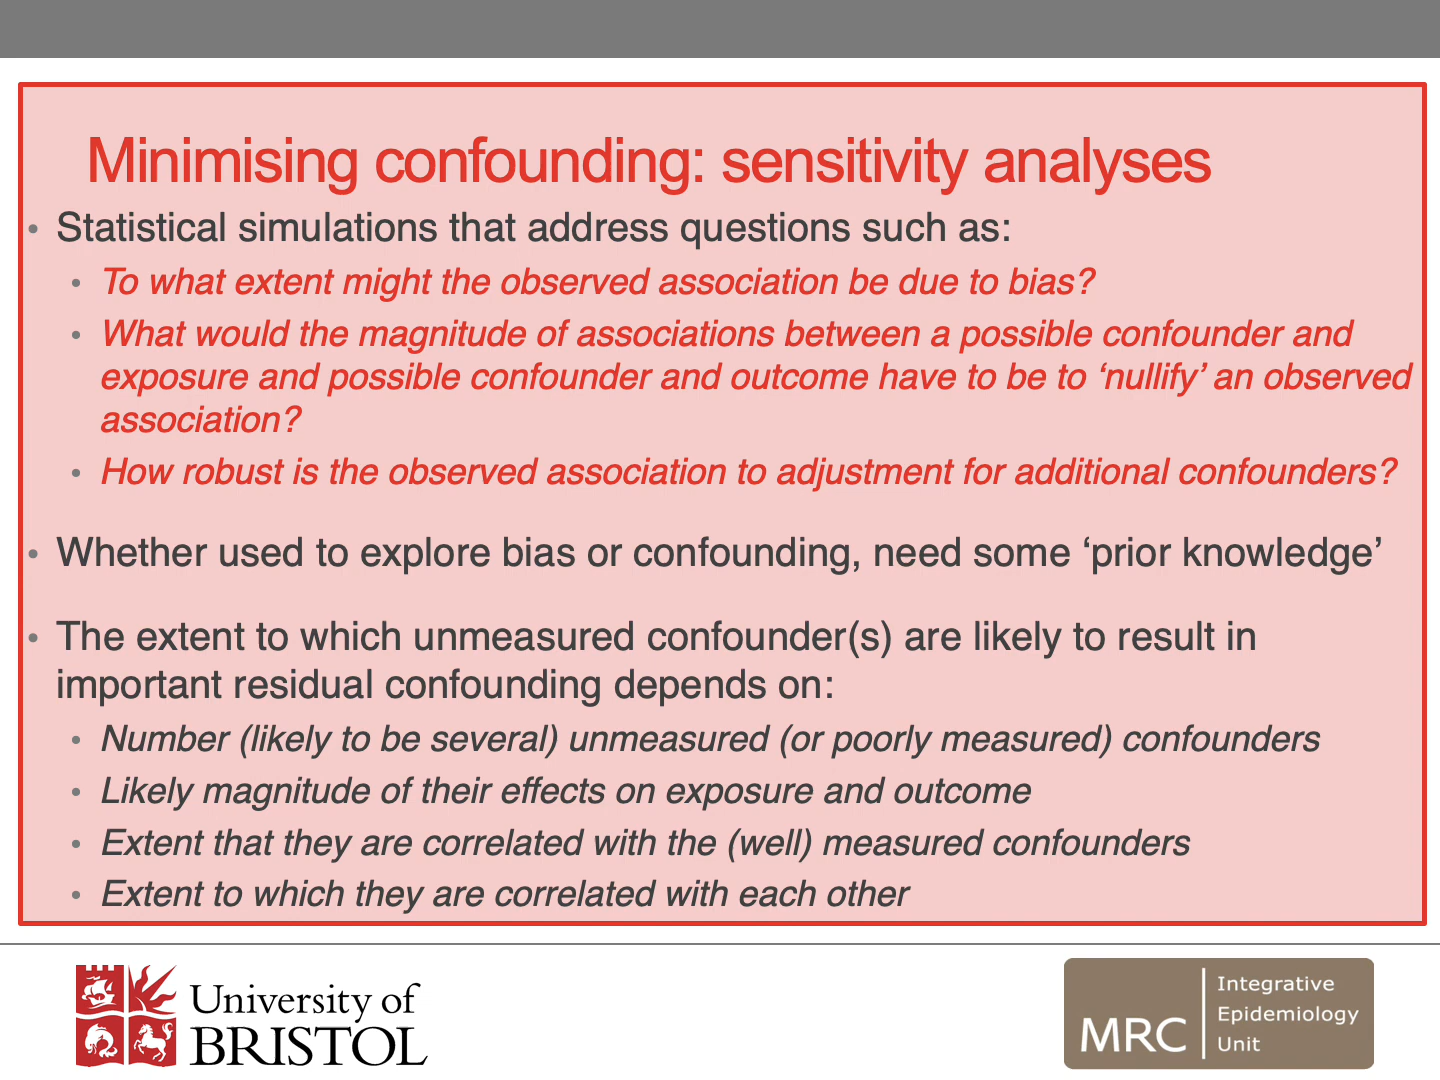 Minimising confounding: sensitivity analyses
• Statistical simulations that address questions such as:
• To what extent might the observed association be due to bias?
• What would the magnitude of associations between a possible confounder and
exposure and possible confounder and outcome have to be to ‘nullify’ an observed
association?
• How robust is the observed association to adjustment for additional confounders?
• Whether used to explore bias or confounding, need some ‘prior knowledge’
• The extent to which unmeasured confounder(s) are likely to result in
important residual confounding depends on:
• Number (likely to be several) unmeasured (or poorly measured) confounders
• Likely magnitude of their effects on exposure and outcome
• Extent that they are correlated with the (well) measured confounders
• Extent to which they are correlated with each other
University of
BRISTOL
MRC
Integrative
Epidemiology
Unit